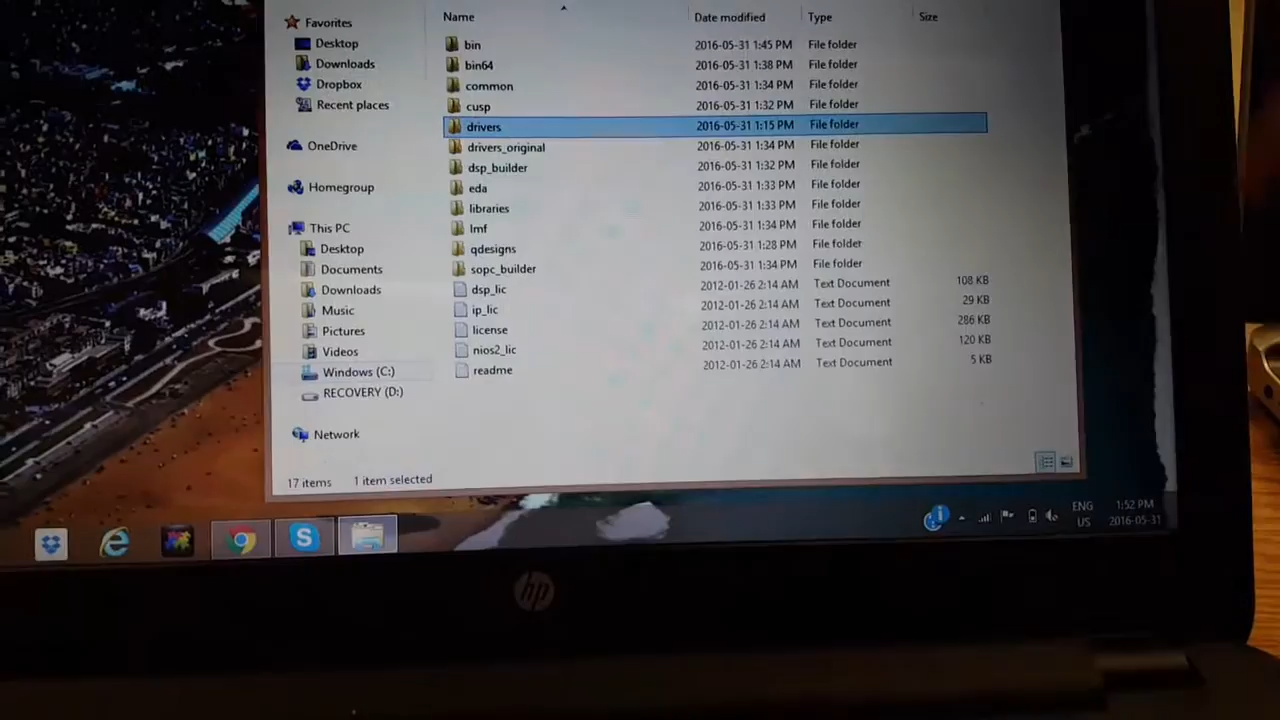 Name Date modified Type Size
Favorites
Desktop
Downloads
Dropbox
Recent places
OneDrive
Homegroup
This PC
Desktop
Documents
Downloads
Music
Pictures
Videos
Windows (C:)
RECOVERY (D:)
Network
bin 2016-05-31 1:45 PM File folder
bin64 2016-05-31 1:38 PM File folder
common 2016-05-31 1:34 PM File folder
cusp 2016-05-31 1:32 PM File folder
drivers 2016-05-31 1:15 PM File folder
drivers_original 2016-05-31 1:34 PM File folder
dsp_builder 2016-05-31 1:32 PM File folder
eda 2016-05-31 1:33 PM File folder
libraries 2016-05-31 1:33 PM File folder
lmf 2016-05-31 1:34 PM File folder
qdesigns 2016-05-31 1:28 PM File folder
sopc_builder 2016-05-31 1:34 PM File folder
dsp_lic 2012-01-26 2:14 AM Text Document 108 KB
ip_lic 2012-01-26 2:14 AM Text Document 29 KB
license 2012-01-26 2:14 AM Text Document 286 KB
nios2_lic 2012-01-26 2:14 AM Text Document 120 KB
readme 2012-01-26 2:14 AM Text Document 5 KB
17 items 1 item selected
ENG 1:52 PM
US 2016-05-31
hp